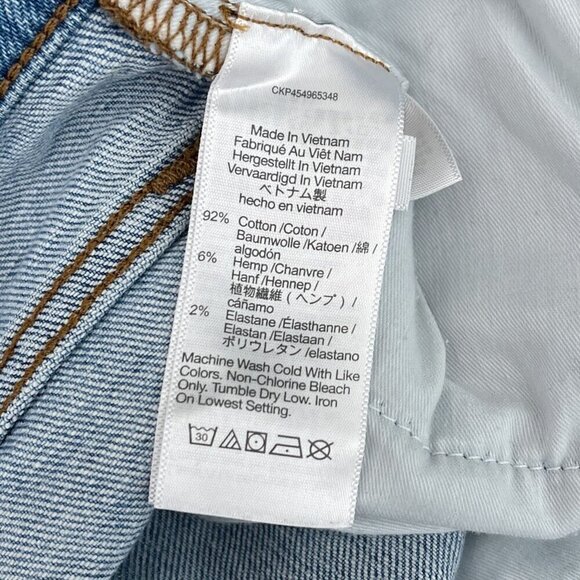 CKP454965348
Made In Vietnam
Fabriqué Au Viêt Nam
Hergestellt In Vietnam
Vervaardigd In Vietnam
ベトナム製
hecho en vietnam
92% Cotton /Coton /
Baumwolle /Katoen /綿 /
algodón
6% Hemp /Chanvre /
Hanf /Hennep /
植物繊維 ( ヘンプ ) /
cáñamo
2% Elastane /Élasthanne /
Elastan /Elastaan /
ポリウレタン /elastano
Machine Wash Cold With Like
Colors. Non-Chlorine Bleach
Only. Tumble Dry Low. Iron
On Lowest Setting.
30